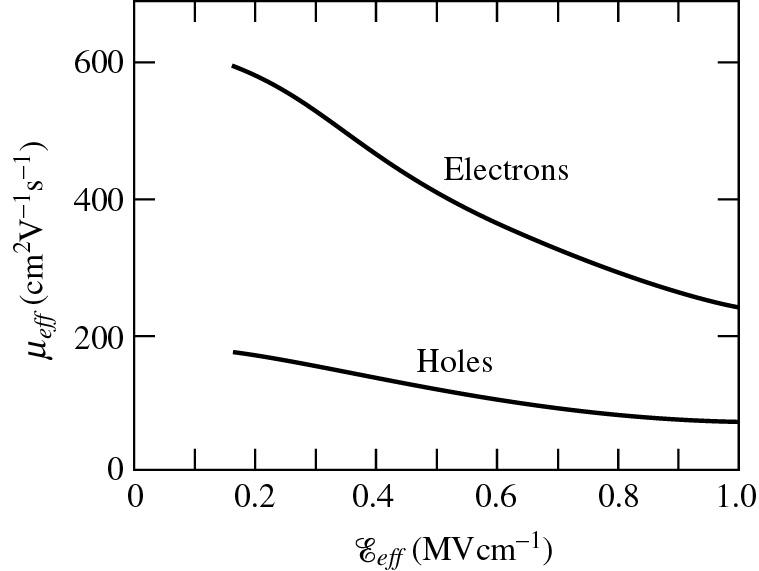 600
400
200
0
μeff (cm²V⁻¹s⁻¹)
Electrons
Holes
0 0.2 0.4 0.6 0.8 1.0
ℰeff (MVcm⁻¹)